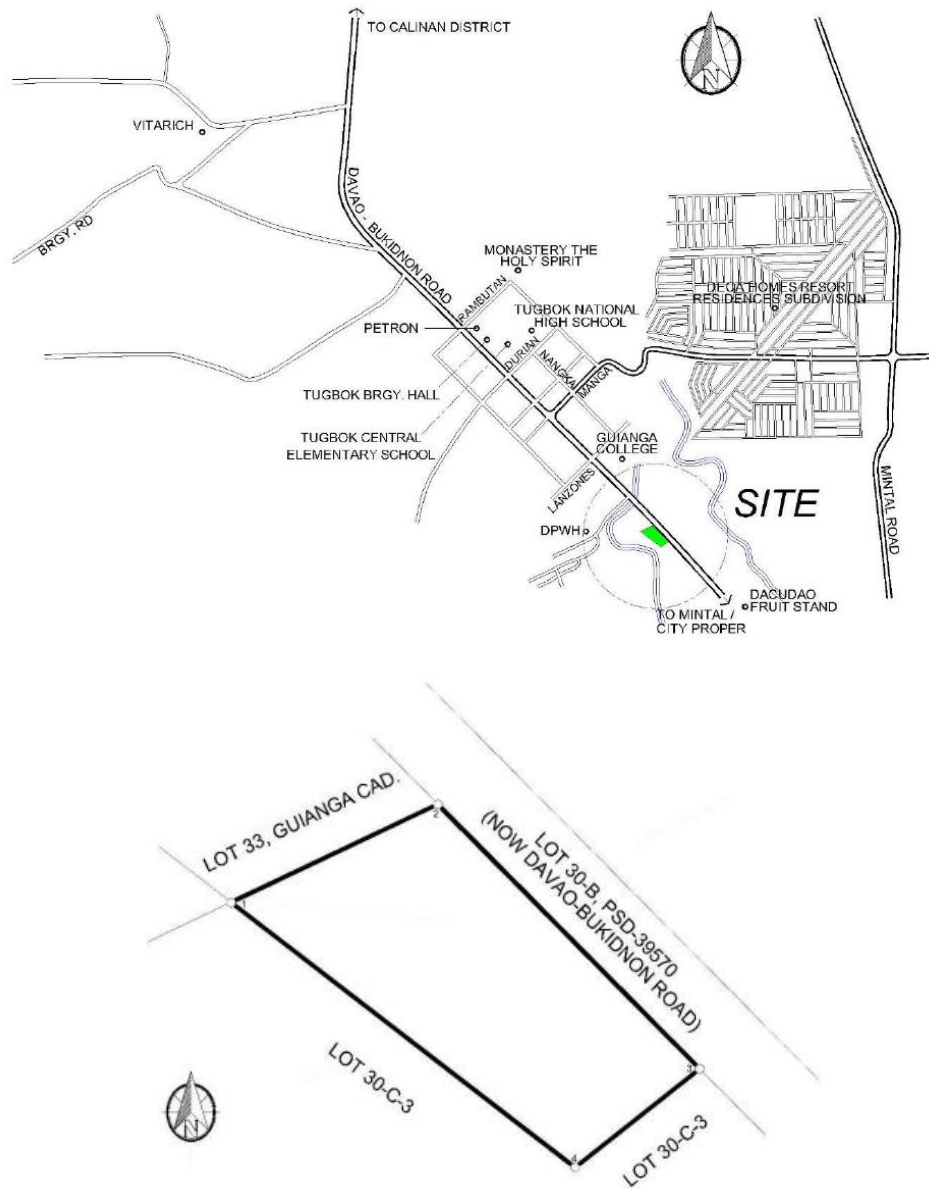 TO CALINAN DISTRICT
N
VITARICH
BRGY. RD
DAVAO - BUKIDNON ROAD
MONASTERY THE
HOLY SPIRIT
RAMBUTAN
TUGBOK NATIONAL
HIGH SCHOOL
DECA HOMES RESORT
RESIDENCES SUBDIVISION
PETRON
DURIAN
NANGKA
MANGA
TUGBOK BRGY. HALL
TUGBOK CENTRAL
ELEMENTARY SCHOOL
GUIANGA
COLLEGE
LANZONES
MINTAL ROAD
SITE
DPWH
DACUDAO
FRUIT STAND
TO MINTAL /
CITY PROPER
LOT 33, GUIANGA CAD.
2
1
LOT 30-B, PSD-39570
(NOW DAVAO-BUKIDNON ROAD)
3
LOT 30-C-3
N
4
LOT 30-C-3